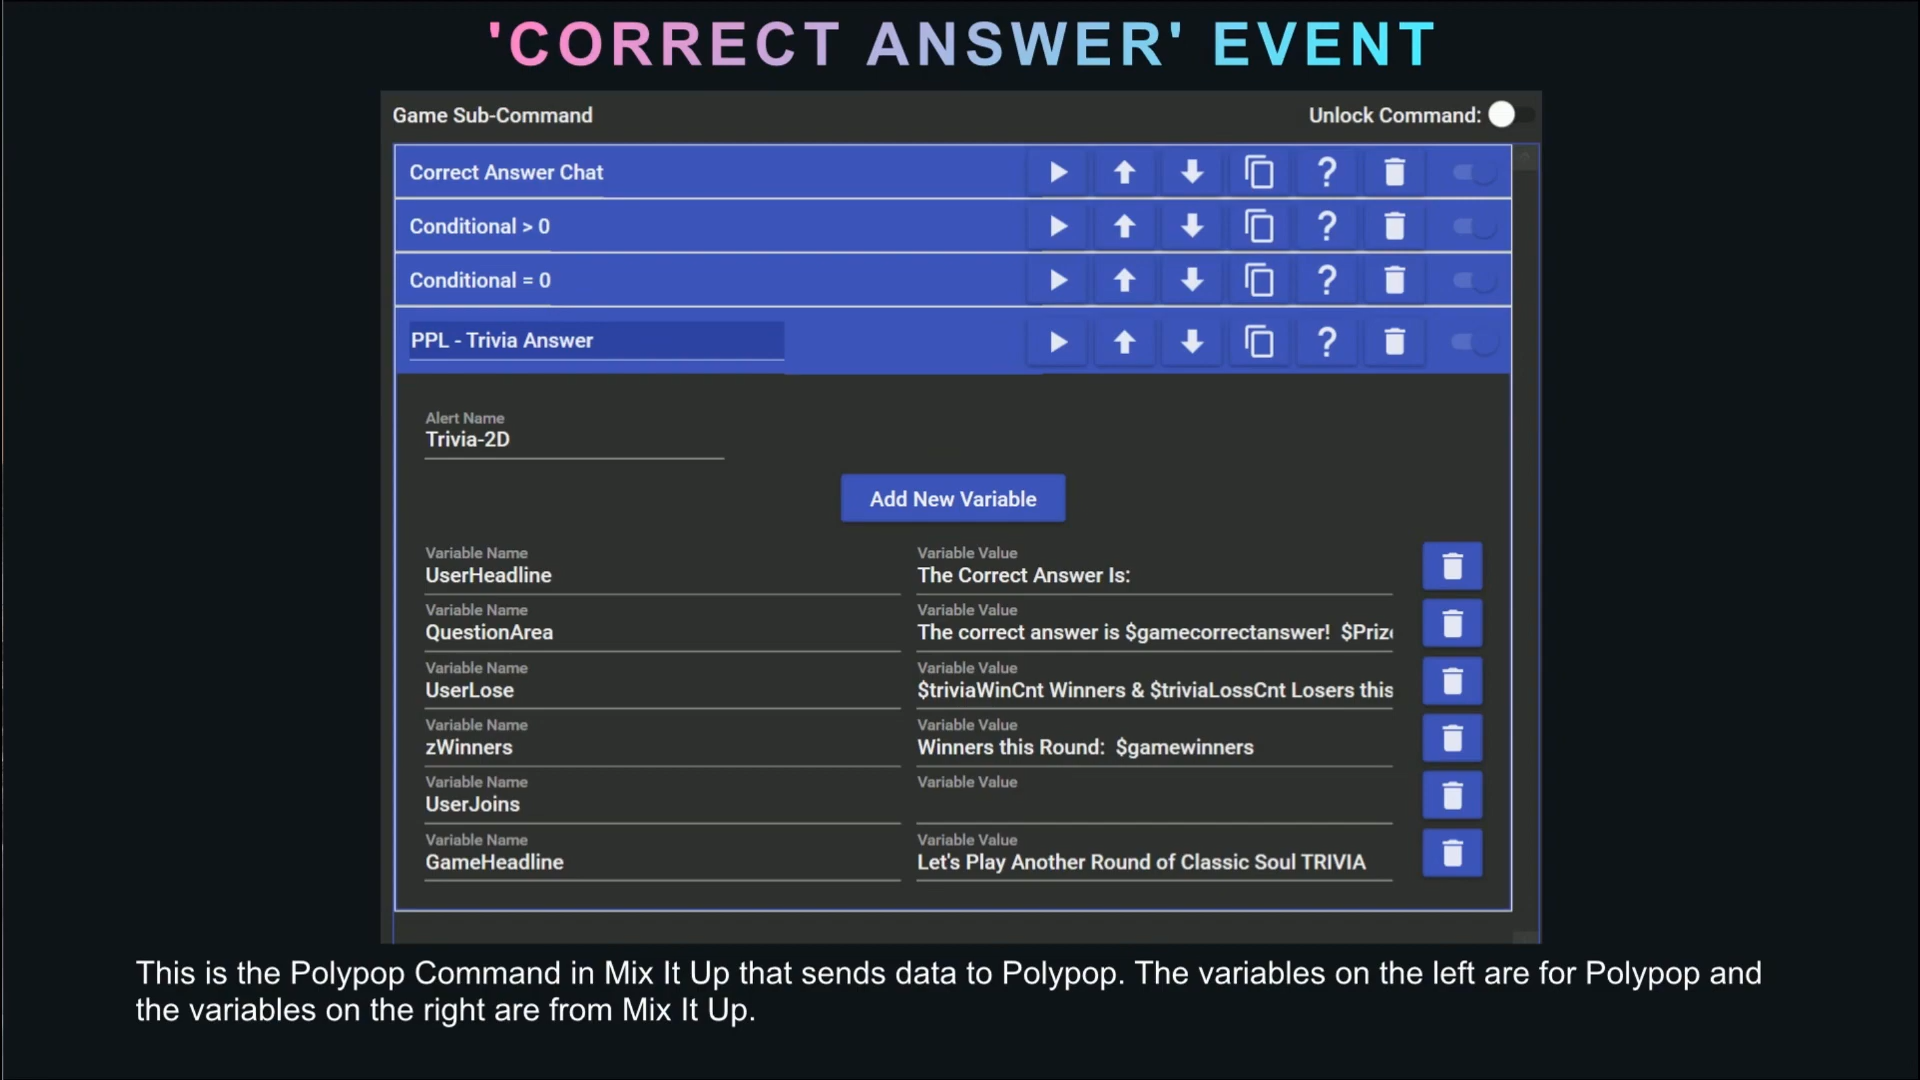 'CORRECT ANSWER' EVENT
Game Sub-Command
Unlock Command:
Correct Answer Chat
Conditional > 0
Conditional = 0
PPL - Trivia Answer
Alert Name
Trivia-2D
Add New Variable
Variable Name
Variable Value
UserHeadline
The Correct Answer Is:
Variable Name
Variable Value
QuestionArea
The correct answer is $gamecorrectanswer!  $Prize
Variable Name
Variable Value
UserLose
$triviaWinCnt Winners & $triviaLossCnt Losers this
Variable Name
Variable Value
zWinners
Winners this Round:  $gamewinners
Variable Name
Variable Value
UserJoins
Variable Name
Variable Value
GameHeadline
Let's Play Another Round of Classic Soul TRIVIA
This is the Polypop Command in Mix It Up that sends data to Polypop. The variables on the left are for Polypop and
the variables on the right are from Mix It Up.